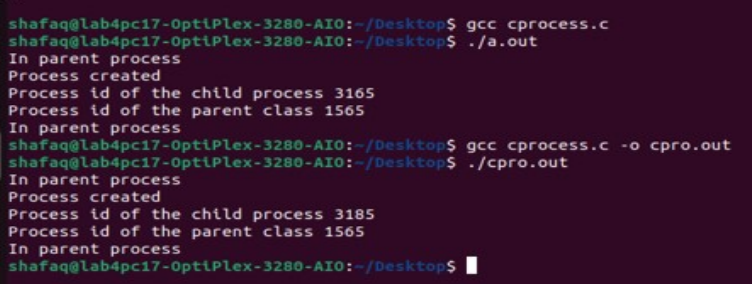 shafaq@lab4pc17-OptiPlex-3280-AIO:~/Desktop$ gcc cprocess.c
shafaq@lab4pc17-OptiPlex-3280-AIO:~/Desktop$ ./a.out
In parent process
Process created
Process id of the child process 3165
Process id of the parent class 1565
In parent process
shafaq@lab4pc17-OptiPlex-3280-AIO:~/Desktop$ gcc cprocess.c -o cpro.out
shafaq@lab4pc17-OptiPlex-3280-AIO:~/Desktop$ ./cpro.out
In parent process
Process created
Process id of the child process 3185
Process id of the parent class 1565
In parent process
shafaq@lab4pc17-OptiPlex-3280-AIO:~/Desktop$